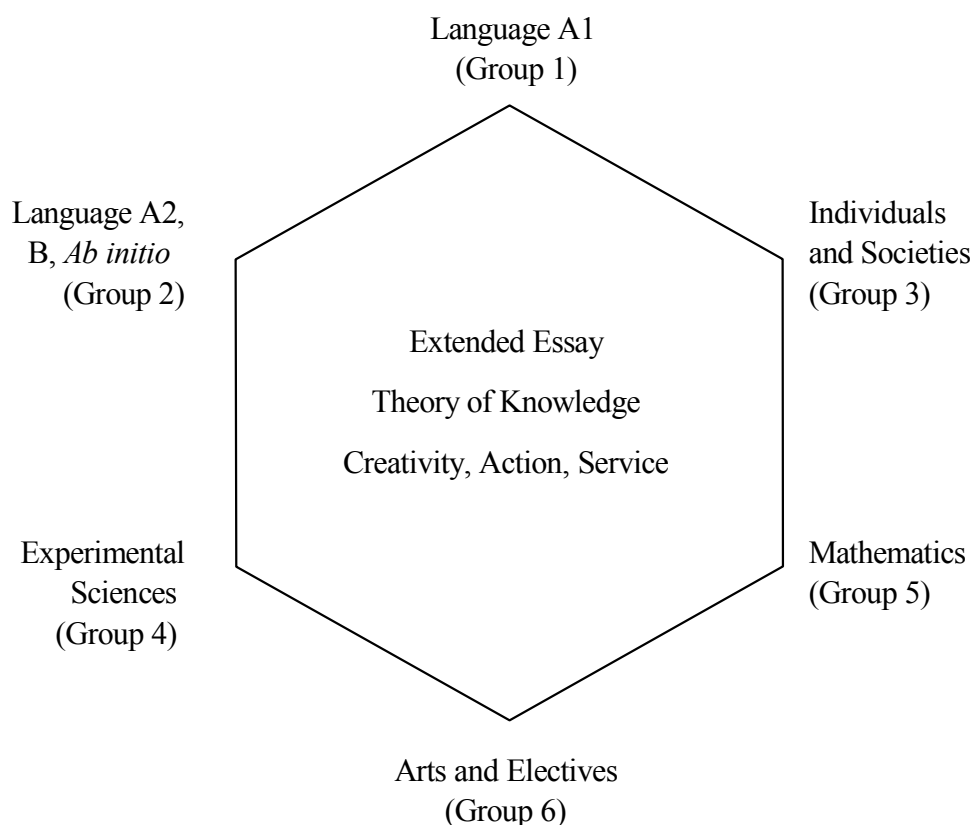 Language A1
(Group 1)
Language A2,
B, Ab initio
(Group 2)
Individuals
and Societies
(Group 3)
Extended Essay
Theory of Knowledge
Creativity, Action, Service
Experimental
Sciences
(Group 4)
Mathematics
(Group 5)
Arts and Electives
(Group 6)